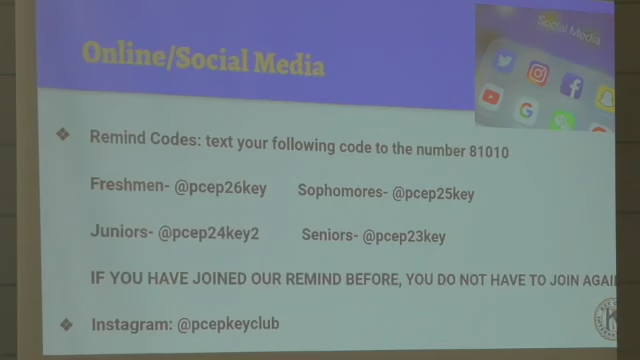 Social Media
Online/Social Media
❖ Remind Codes: text your following code to the number 81010
Freshmen- @pcep26key Sophomores- @pcep25key
Juniors- @pcep24key2 Seniors- @pcep23key
IF YOU HAVE JOINED OUR REMIND BEFORE, YOU DO NOT HAVE TO JOIN AGAI
❖ Instagram: @pcepkeyclub